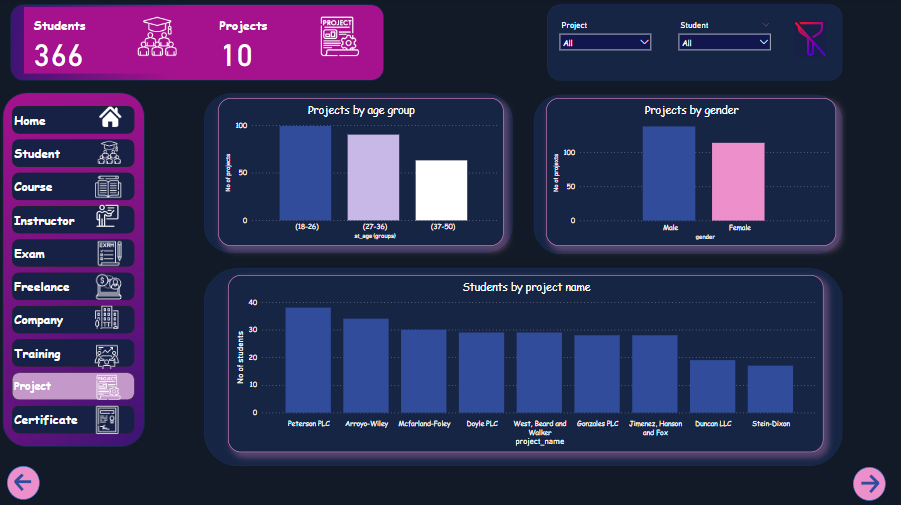 Students
366
Projects
10
PROJECT
Project
All
Student
All
Home
Student
Course
Instructor
Exam
EXAM
Freelance
Company
Training
Project
PROJECT
Certificate
Projects by age group
No of projects
100
50
0
(18-26)
(27-36)
(37-50)
st_age (groups)
Projects by gender
No of projects
100
50
0
Male
Female
gender
Students by project name
No of students
40
30
20
10
0
Peterson PLC
Arroyo-Wiley
Mcfarland-Foley
Doyle PLC
West, Beard and
Walker
Gonzales PLC
Jimenez, Hanson
and Fox
Duncan LLC
Stein-Dixon
project_name